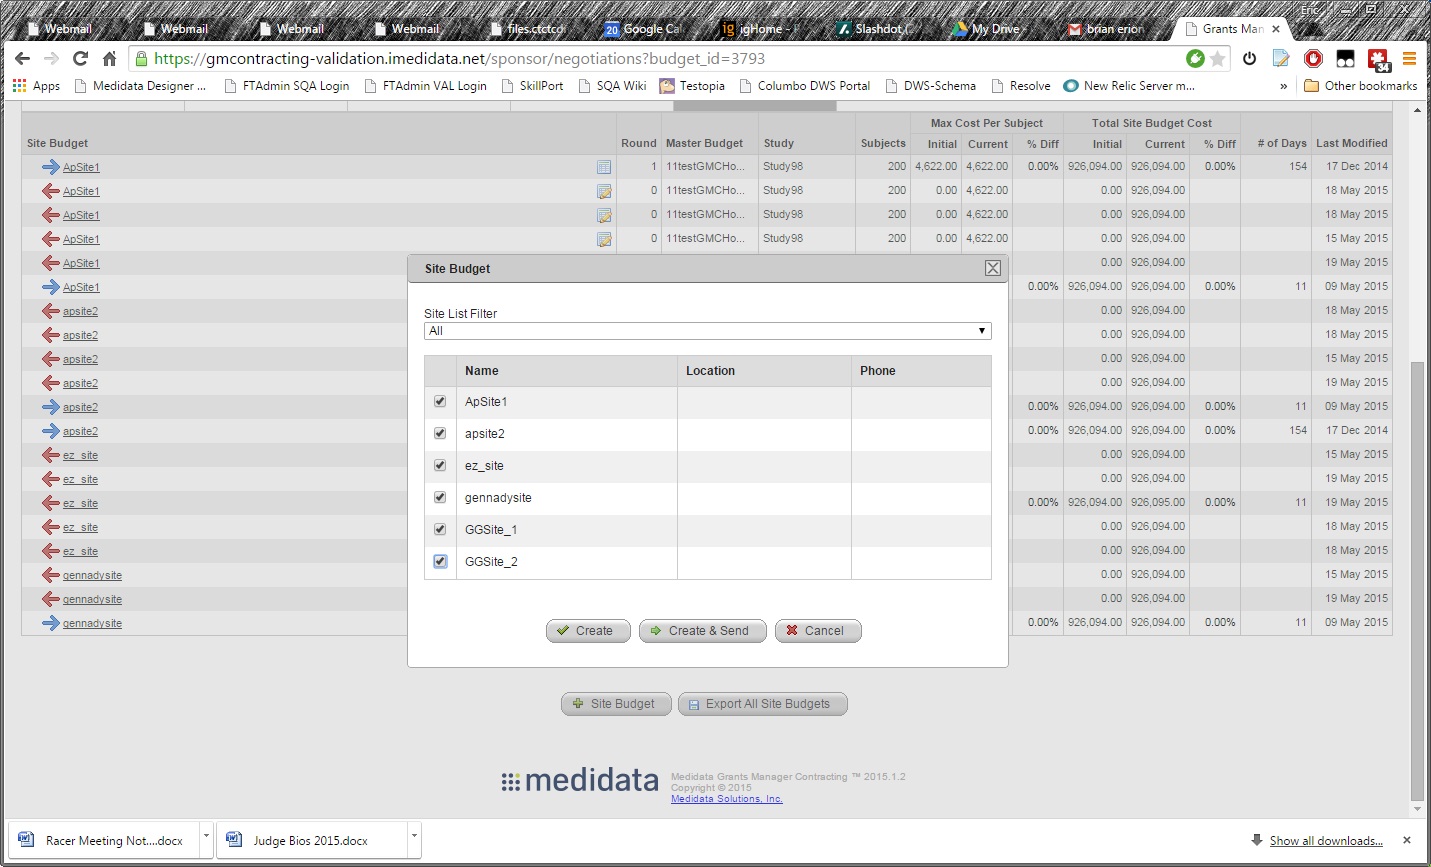 Eric
Webmail Webmail Webmail Webmail files.ctctcor Google Cal igHome - F Slashdot ( My Drive - brian erion Grants Man
https://gmcontracting-validation.imedidata.net/sponsor/negotiations?budget_id=3793 34
Apps Medidata Designer ... FTAdmin SQA Login FTAdmin VAL Login SkillPort SQA Wiki Testopia Columbo DWS Portal DWS-Schema Resolve New Relic Server m... » Other bookmarks
Max Cost Per Subject Total Site Budget Cost
Site Budget Round Master Budget Study Subjects Initial Current % Diff Initial Current % Diff # of Days Last Modified
ApSite1 1 11testGMCHo... Study98 200 4,622.00 4,622.00 0.00% 926,094.00 926,094.00 0.00% 154 17 Dec 2014
ApSite1 0 11testGMCHo... Study98 200 0.00 4,622.00 0.00 926,094.00 18 May 2015
ApSite1 0 11testGMCHo... Study98 200 0.00 4,622.00 0.00 926,094.00 18 May 2015
ApSite1 0 11testGMCHo... Study98 200 0.00 4,622.00 0.00 926,094.00 15 May 2015
ApSite1 0.00 926,094.00 19 May 2015
ApSite1 0.00% 926,094.00 926,094.00 0.00% 11 09 May 2015
apsite2 0.00 926,094.00 18 May 2015
apsite2 0.00 926,094.00 18 May 2015
apsite2 0.00 926,094.00 15 May 2015
apsite2 0.00 926,094.00 19 May 2015
apsite2 0.00% 926,094.00 926,094.00 0.00% 11 09 May 2015
apsite2 0.00% 926,094.00 926,094.00 0.00% 154 17 Dec 2014
ez_site 0.00 926,094.00 15 May 2015
ez_site 0.00 926,094.00 19 May 2015
ez_site 0.00% 926,094.00 926,095.00 0.00% 11 19 May 2015
ez_site 0.00 926,094.00 18 May 2015
ez_site 0.00 926,094.00 18 May 2015
gennadysite 0.00 926,094.00 15 May 2015
gennadysite 0.00 926,094.00 19 May 2015
gennadysite 0.00% 926,094.00 926,094.00 0.00% 11 09 May 2015
Site Budget
Site List Filter
All
Name Location Phone
ApSite1
apsite2
ez_site
gennadysite
GGSite_1
GGSite_2
Create Create & Send Cancel
Site Budget Export All Site Budgets
medidata
Medidata Grants Manager Contracting ™ 2015.1.2
Copyright © 2015
Medidata Solutions, Inc.
Racer Meeting Not....docx Judge Bios 2015.docx Show all downloads...